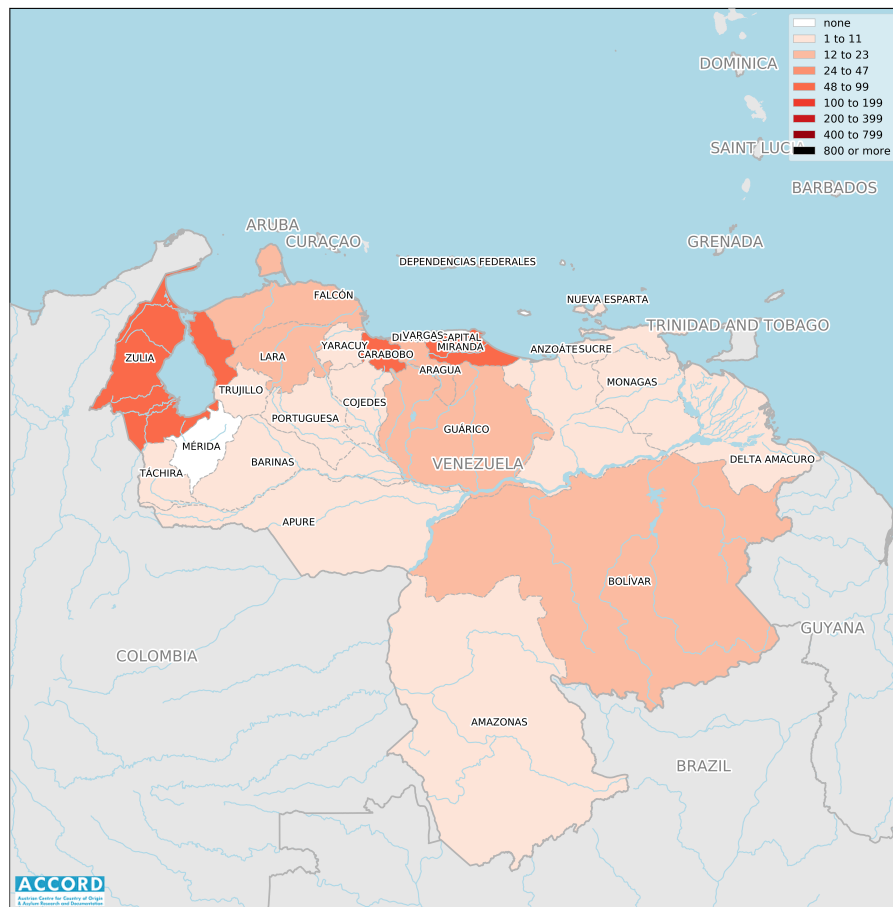 none
1 to 11
12 to 23
24 to 47
48 to 99
100 to 199
200 to 399
400 to 799
800 or more
DOMINICA
SAINT LUCIA
BARBADOS
ARUBA
CURAÇAO
GRENADA
DEPENDENCIAS FEDERALES
FALCÓN
NUEVA ESPARTA
TRINIDAD AND TOBAGO
VARGAS
CAPITAL
YARACUY
MIRANDA
CARABOBO
ANZOÁTE
SUCRE
ZULIA
LARA
ARAGUA
TRUJILLO
COJEDES
MONAGAS
PORTUGUESA
GUÁRICO
MÉRIDA
BARINAS
VENEZUELA
DELTA AMACURO
TÁCHIRA
APURE
BOLÍVAR
GUYANA
COLOMBIA
AMAZONAS
BRAZIL
ACCORD
Austrian Centre for Country of Origin
& Asylum Research and Documentation